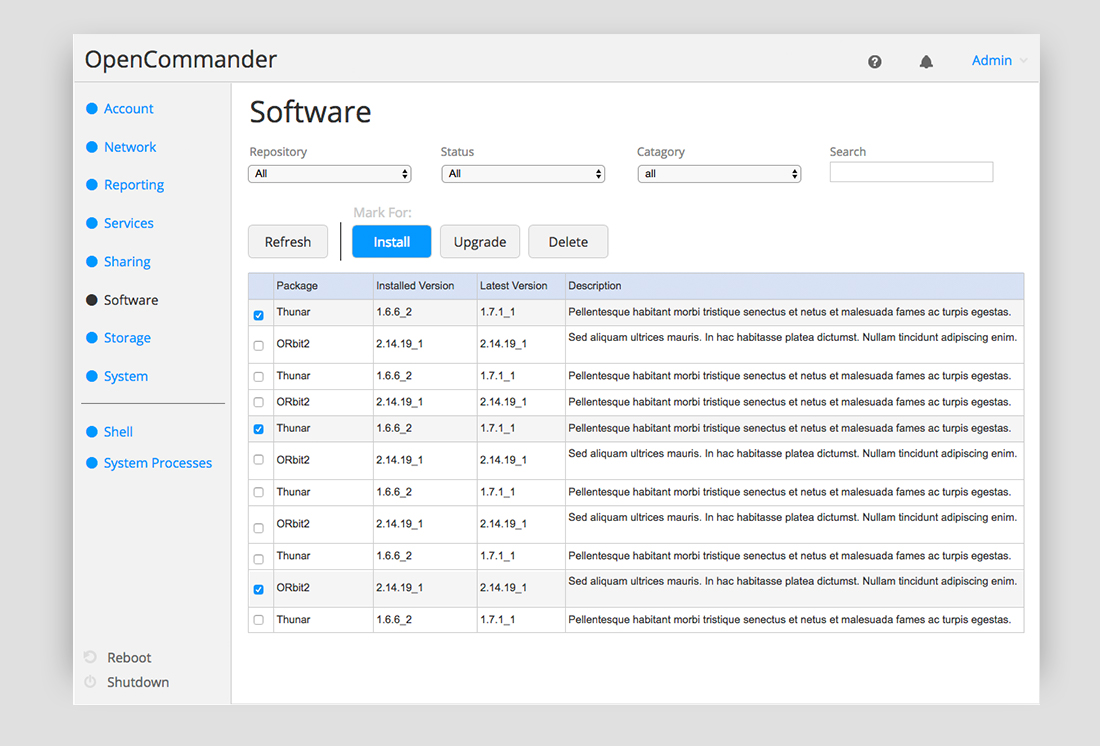 OpenCommander
Admin
Account
Network
Reporting
Services
Sharing
Software
Storage
System
Shell
System Processes
Reboot
Shutdown
Software
Repository Status Catagory Search
All All all
Mark For:
Refresh Install Upgrade Delete
Package Installed Version Latest Version Description
Thunar 1.6.6_2 1.7.1_1 Pellentesque habitant morbi tristique senectus et netus et malesuada fames ac turpis egestas.
ORbit2 2.14.19_1 2.14.19_1 Sed aliquam ultrices mauris. In hac habitasse platea dictumst. Nullam tincidunt adipiscing enim.
Thunar 1.6.6_2 1.7.1_1 Pellentesque habitant morbi tristique senectus et netus et malesuada fames ac turpis egestas.
ORbit2 2.14.19_1 2.14.19_1 Pellentesque habitant morbi tristique senectus et netus et malesuada fames ac turpis egestas.
Thunar 1.6.6_2 1.7.1_1 Pellentesque habitant morbi tristique senectus et netus et malesuada fames ac turpis egestas.
ORbit2 2.14.19_1 2.14.19_1 Sed aliquam ultrices mauris. In hac habitasse platea dictumst. Nullam tincidunt adipiscing enim.
Thunar 1.6.6_2 1.7.1_1 Pellentesque habitant morbi tristique senectus et netus et malesuada fames ac turpis egestas.
ORbit2 2.14.19_1 2.14.19_1 Sed aliquam ultrices mauris. In hac habitasse platea dictumst. Nullam tincidunt adipiscing enim.
Thunar 1.6.6_2 1.7.1_1 Pellentesque habitant morbi tristique senectus et netus et malesuada fames ac turpis egestas.
ORbit2 2.14.19_1 2.14.19_1 Sed aliquam ultrices mauris. In hac habitasse platea dictumst. Nullam tincidunt adipiscing enim.
Thunar 1.6.6_2 1.7.1_1 Pellentesque habitant morbi tristique senectus et netus et malesuada fames ac turpis egestas.